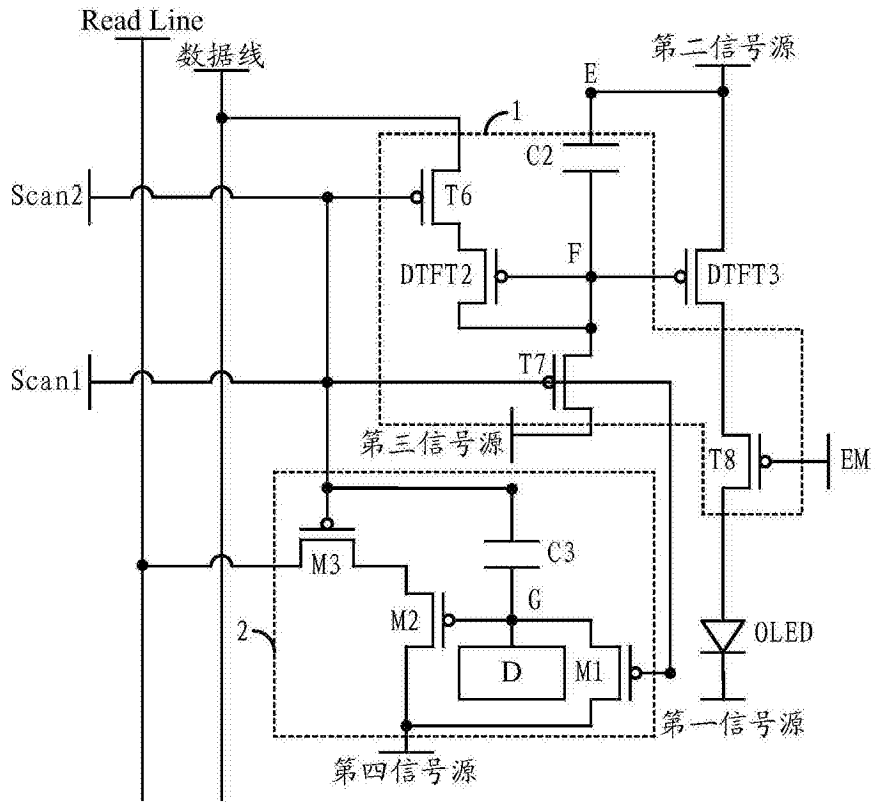 Read Line
数据线
第二信号源
E
1
C2
Scan2
T6
F
DTFT2
DTFT3
T7
Scan1
第三信号源
T8
EM
M3
C3
G
M2
2
D
M1
OLED
第一信号源
第四信号源